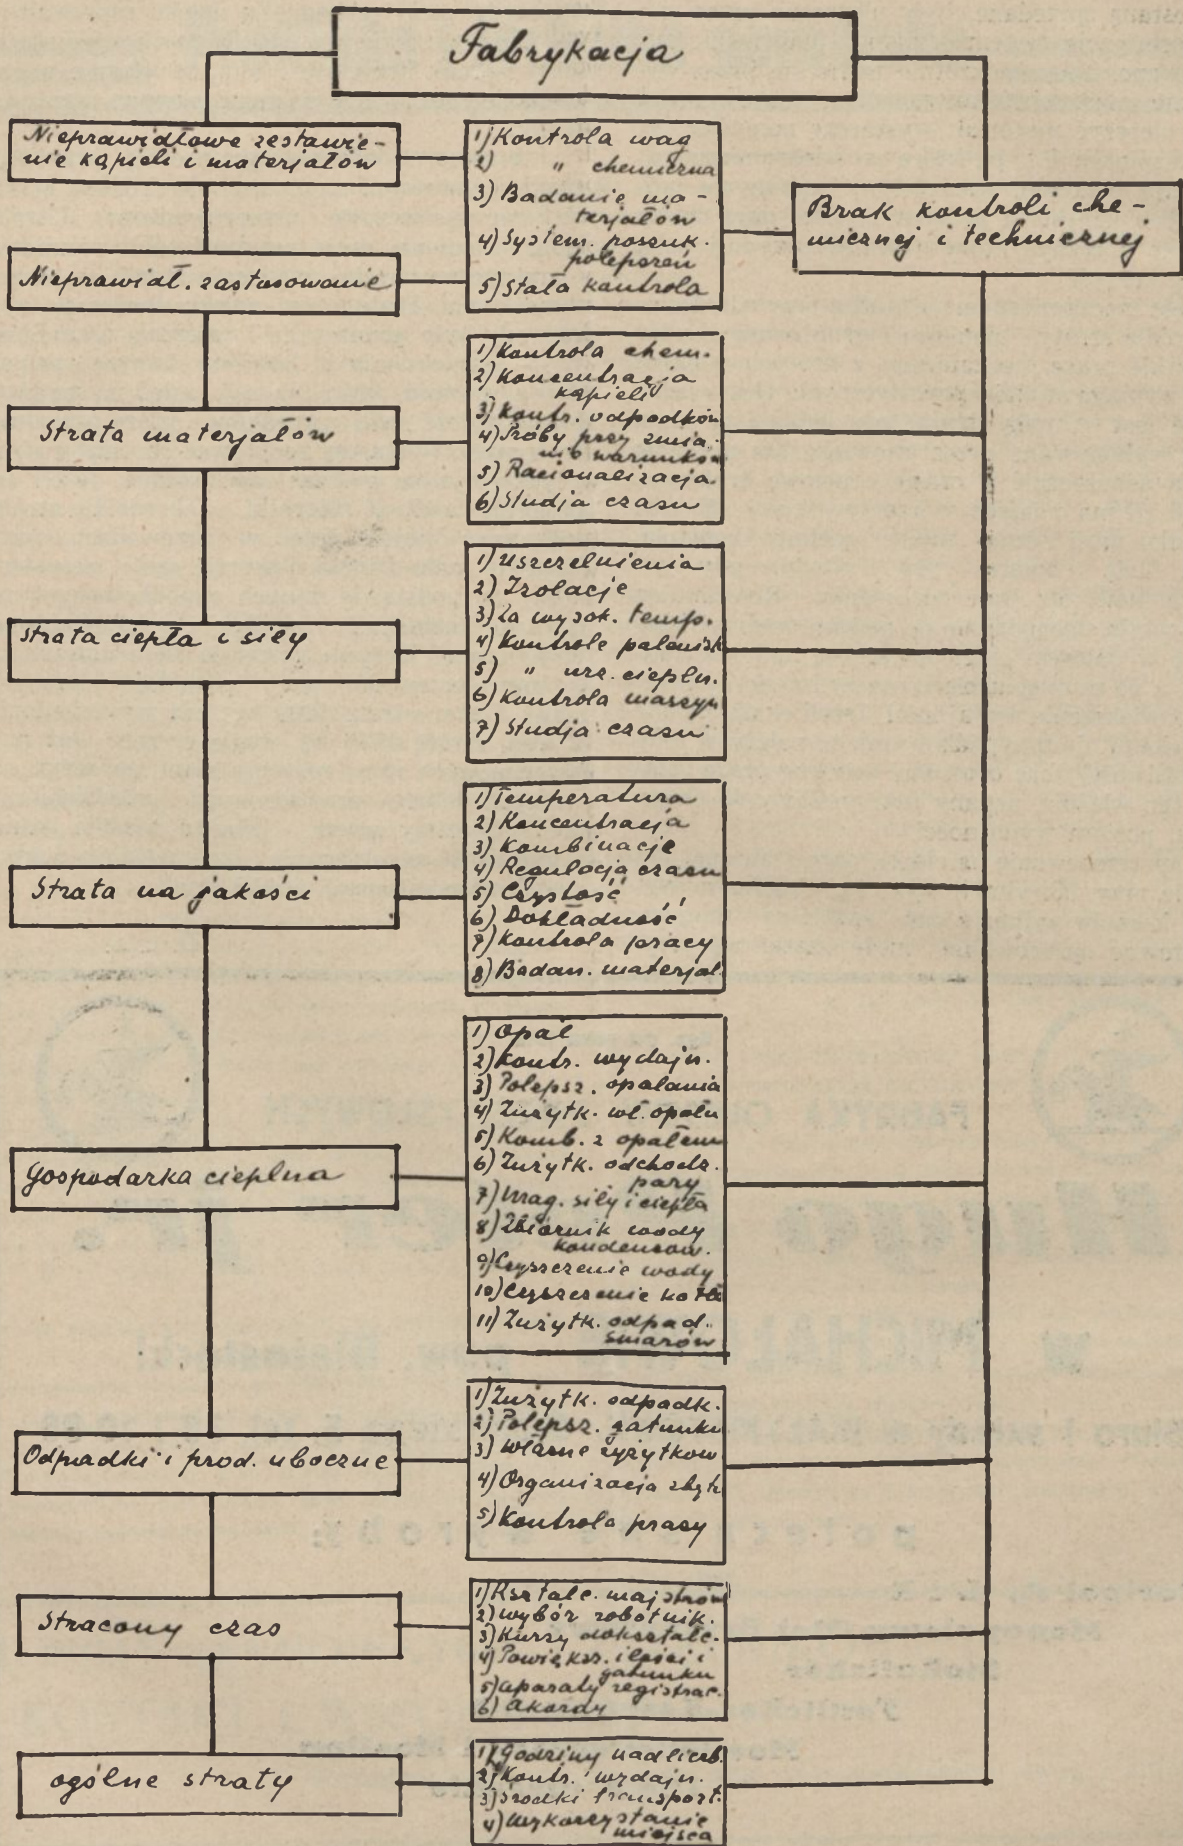 Fabrykacja
Nieprawidłowe zestawie-
nie kąpieli i materjałów
1) Kontrola wag
2) " chemiczna
3) Badanie ma-
terjałów
4) System. poszuk.
polepszeń
5) Stała kontrola
Brak kontroli che-
micznej i technicznej
Nieprawidł. zastosowanie
Strata materjałów
1) Kontrola chem.
2) Koncentracja
kąpieli
3) Kontr. odpadków
4) Próby przy zmia-
nie warunków
5) Racionalizacja
6) Studja czasu
Strata ciepła i siły
1) Uszczelnienia
2) Izolacje
3) Za wysok. temp.
4) Kontrole palenisk
5) " urz. ciepln.
6) Kontrola maszyn
7) Studja czasu
Strata na jakości
1) Temperatura
2) Koncentracja
3) Kombinacje
4) Regulacja czasu
5) Czystość
6) Dokładność
7) Kontrola pracy
8) Badan. materjał.
Gospodarka cieplna
1) Opał
2) Kontr. wydajn.
3) Polepsz. opalania
4) Zużytk. wł. opału
5) Komb. z opałem
6) Zużytk. odchodz.
pary
7) Mag. siły i ciepła
8) Zbiornik wody
kondensow.
9) Czyszczenie wody
10) Czyszczenie kotła
11) Zużytk. odpad.
smarów
Odpadki i prod. uboczne
1) Zużytk. odpadk.
2) Polepsz. gatunku
3) Własne zyżytkow
4) Organizacja zbyt.
5) Kontrola prasy
Stracony czas
1) Kształc. majstrów
2) Wybór robotnik.
3) Kursy dokształc.
4) Powiększ. ilości i
gatunku
5) Aparaty registrac.
6) Akordy
ogólne straty
1) Godziny nadliczb.
2) Kontr. wydajn.
3) Środki transport.
4) Wykorzystanie
miejsca